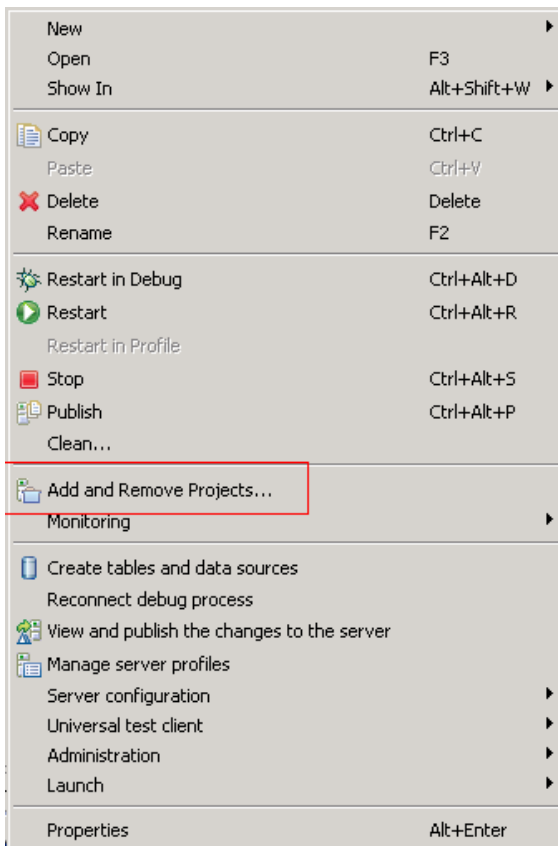 New
Open F3
Show In Alt+Shift+W
Copy Ctrl+C
Paste Ctrl+V
Delete Delete
Rename F2
Restart in Debug Ctrl+Alt+D
Restart Ctrl+Alt+R
Restart in Profile
Stop Ctrl+Alt+S
Publish Ctrl+Alt+P
Clean...
Add and Remove Projects...
Monitoring
Create tables and data sources
Reconnect debug process
View and publish the changes to the server
Manage server profiles
Server configuration
Universal test client
Administration
Launch
Properties Alt+Enter